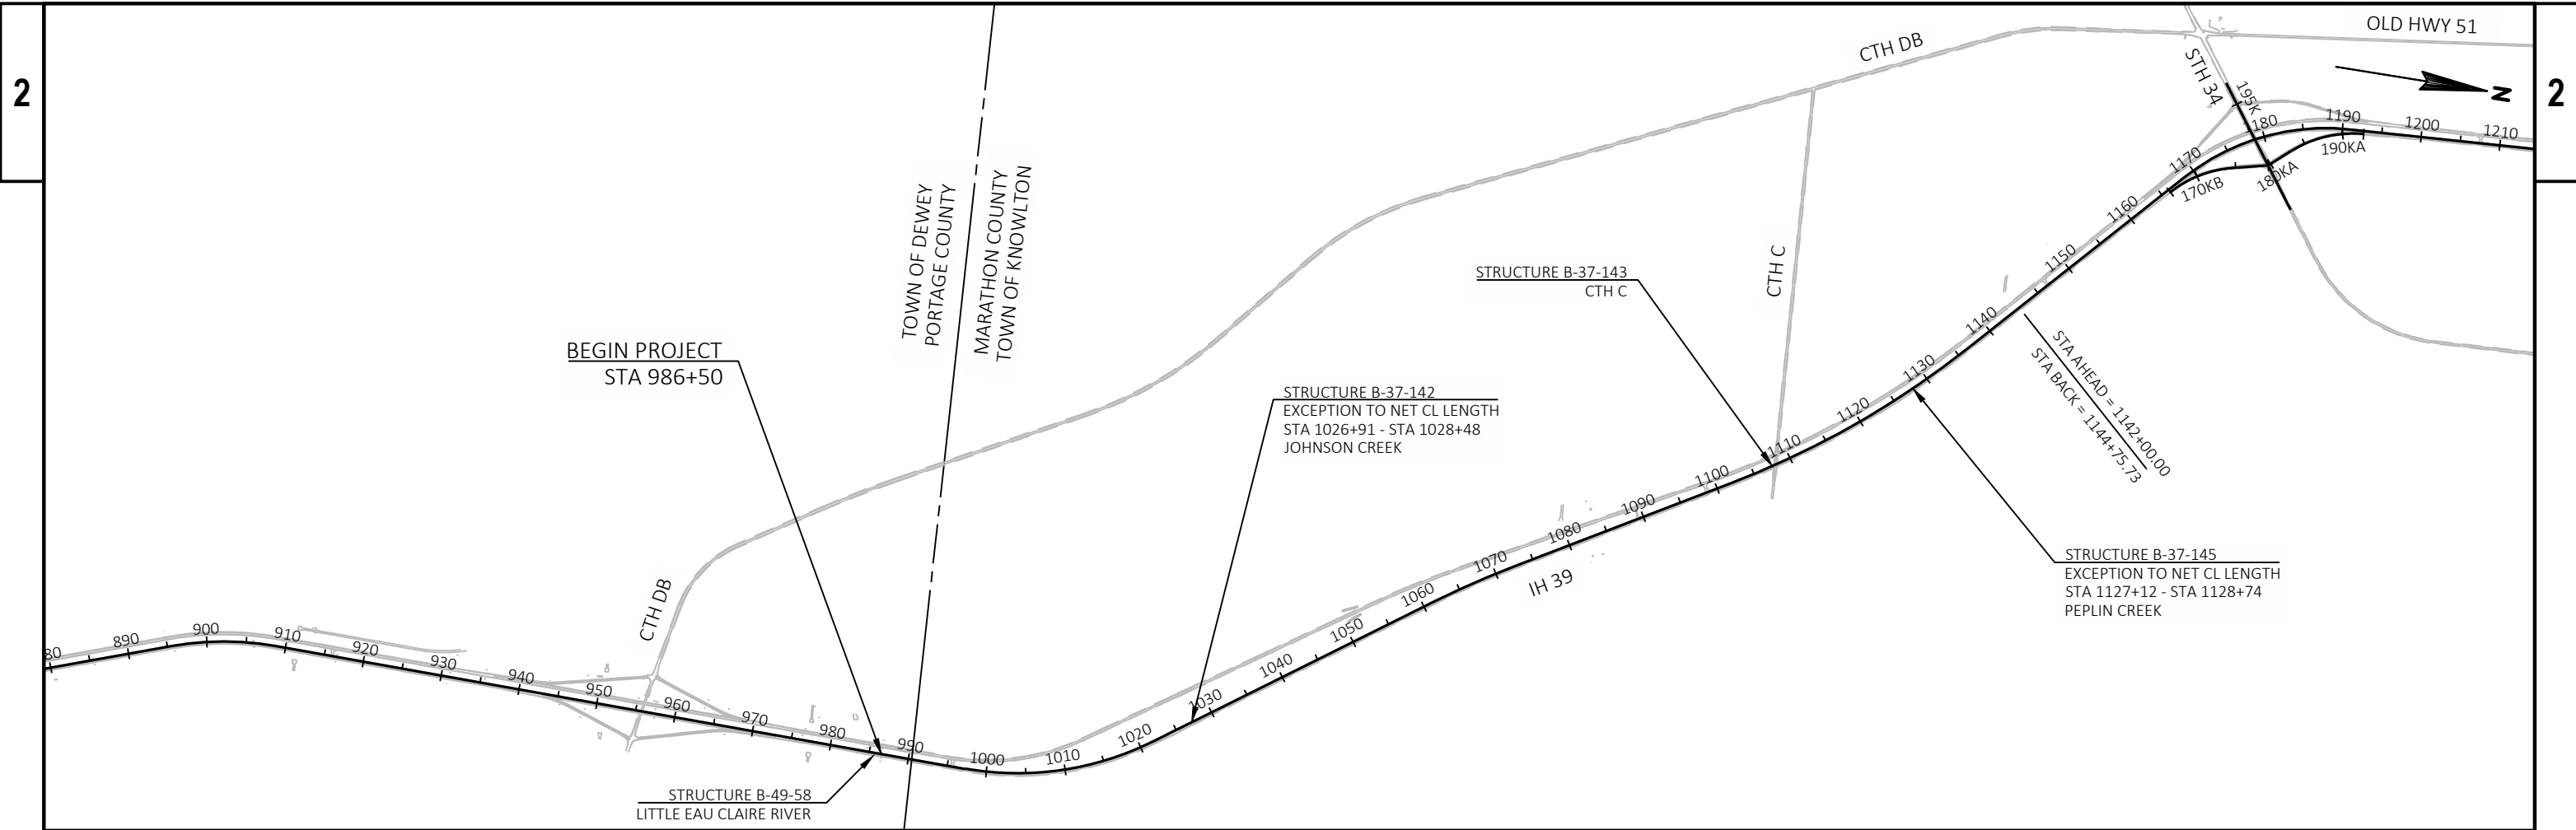 2
2
OLD HWY 51
CTH DB
STH 34
N
195K
180
1190
1200
1210
190KA
180KA
170KB
1170
1160
1150
1140
1130
1120
1110
1100
1090
1080
1070
1060
1050
1040
1030
1020
1010
1000
990
980
970
960
950
940
930
920
910
900
890
80
TOWN OF DEWEY
PORTAGE COUNTY
MARATHON COUNTY
TOWN OF KNOWLTON
BEGIN PROJECT
STA 986+50
STRUCTURE B-37-143
CTH C
CTH C
STRUCTURE B-37-142
EXCEPTION TO NET CL LENGTH
STA 1026+91 - STA 1028+48
JOHNSON CREEK
STA AHEAD = 1142+00.00
STA BACK = 1144+75.73
STRUCTURE B-37-145
EXCEPTION TO NET CL LENGTH
STA 1127+12 - STA 1128+74
PEPLIN CREEK
IH 39
CTH DB
STRUCTURE B-49-58
LITTLE EAU CLAIRE RIVER